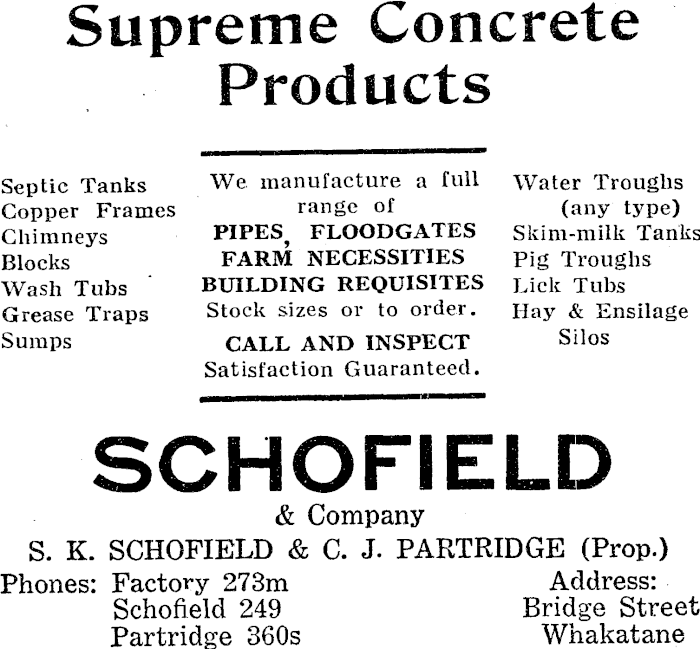 Supreme Concrete
Products
Septic Tanks
Copper Frames
Chimneys
Blocks
Wash Tubs
Grease Traps
Sumps
We manufacture a full
range of
PIPES, FLOODGATES
FARM NECESSITIES
BUILDING REQUISITES
Stock sizes or to order.
CALL AND INSPECT
Satisfaction Guaranteed.
Water Troughs
(any type)
Skim-milk Tanks
Pig Troughs
Lick Tubs
Hay & Ensilage
Silos
SCHOFIELD
& Company
S. K. SCHOFIELD & C. J. PARTRIDGE (Prop.)
Phones: Factory 273m
Schofield 249
Partridge 360s
Address:
Bridge Street
Whakatane